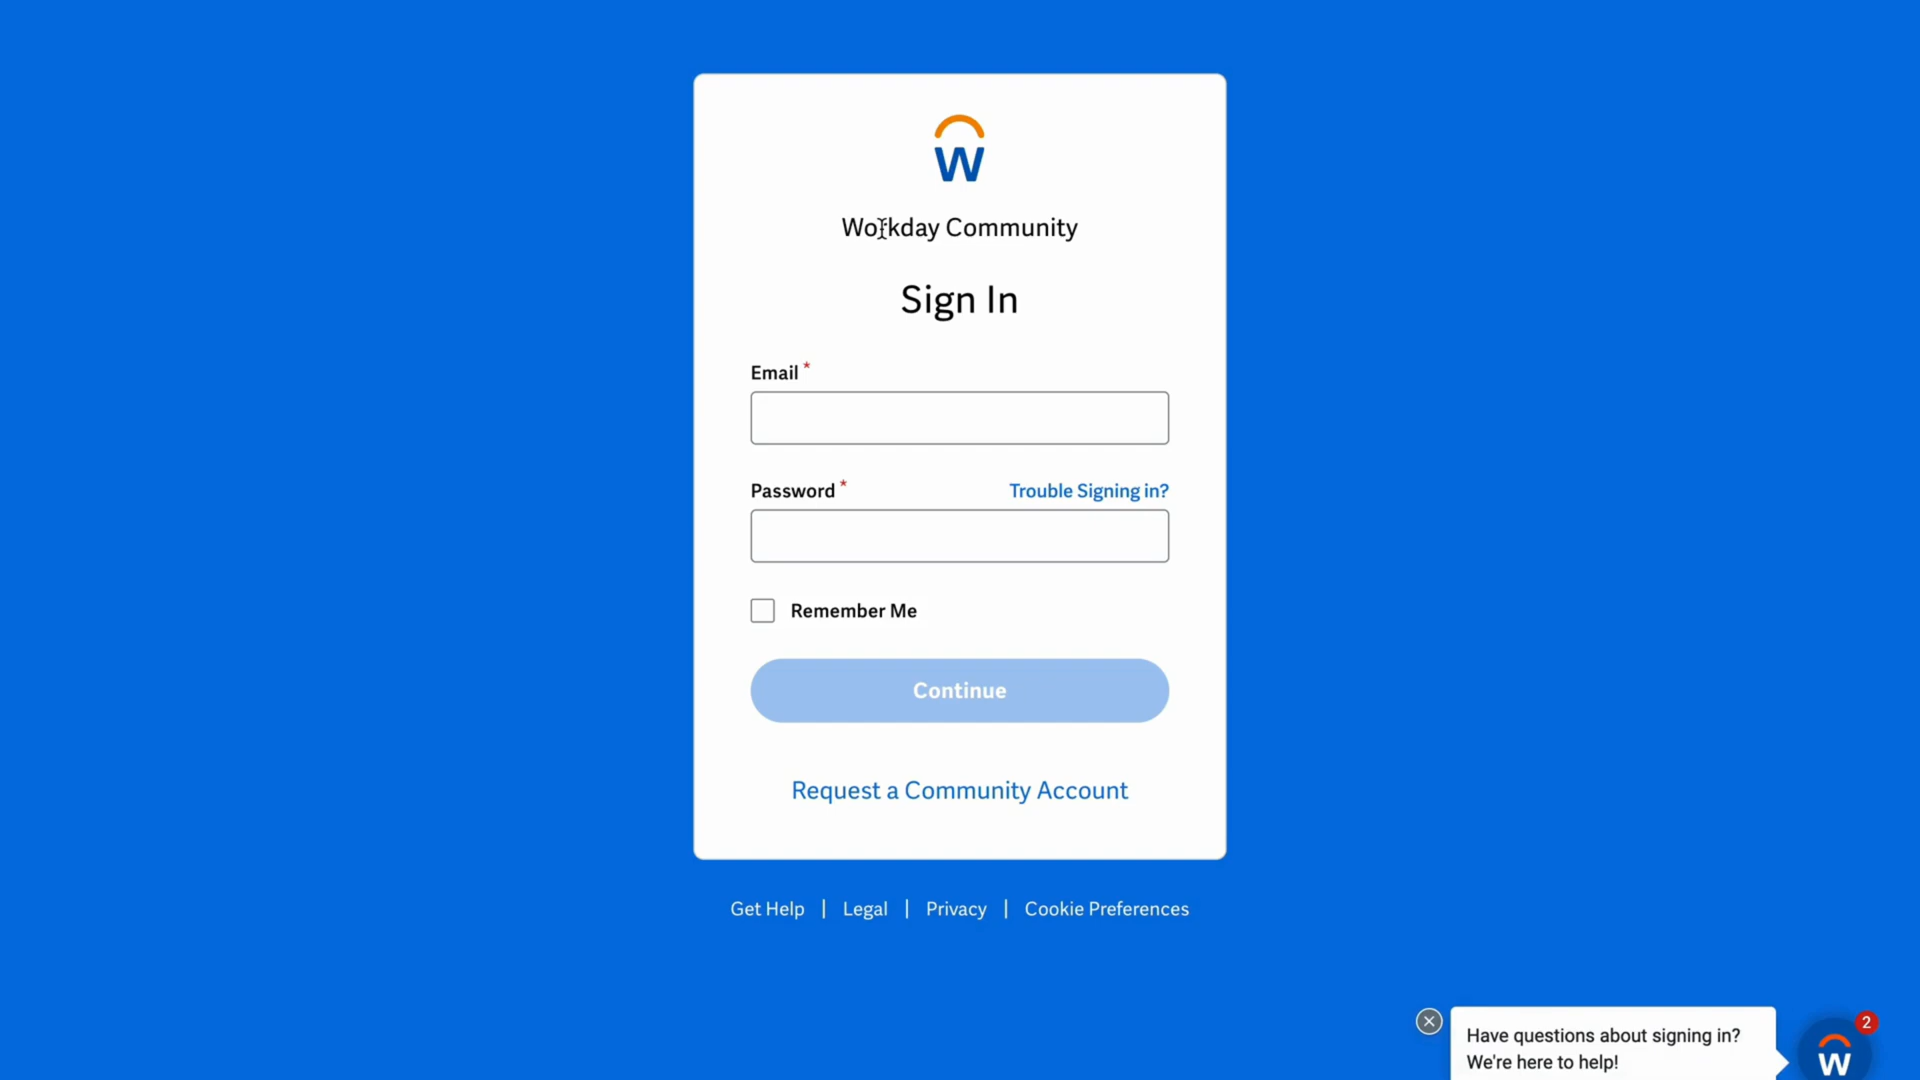 W
Workday Community
Sign In
Email *
Password *
Trouble Signing in?
Remember Me
Continue
Request a Community Account
Get Help | Legal | Privacy | Cookie Preferences
Have questions about signing in?
We're here to help!
2
W